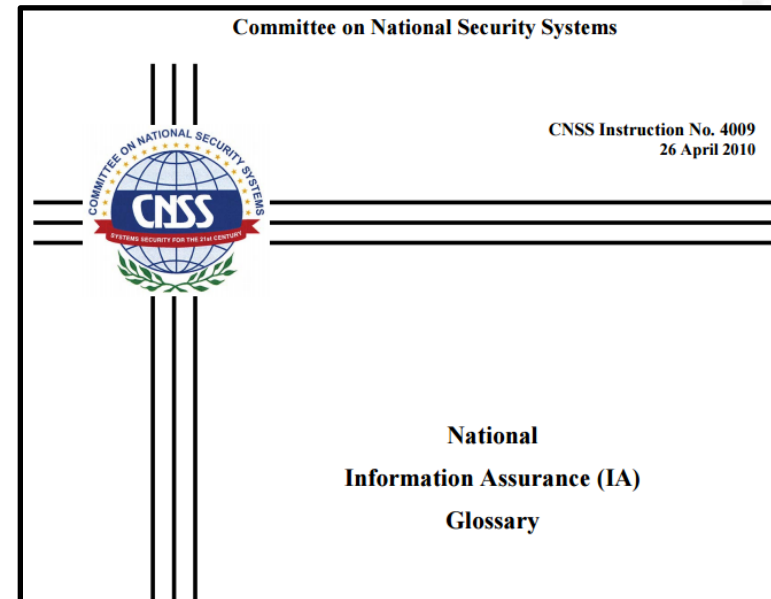 Committee on National Security Systems
CNSS Instruction No. 4009
26 April 2010
COMMITTEE ON NATIONAL SECURITY SYSTEMS
CNSS
SYSTEMS SECURITY FOR THE 21st CENTURY
National
Information Assurance (IA)
Glossary